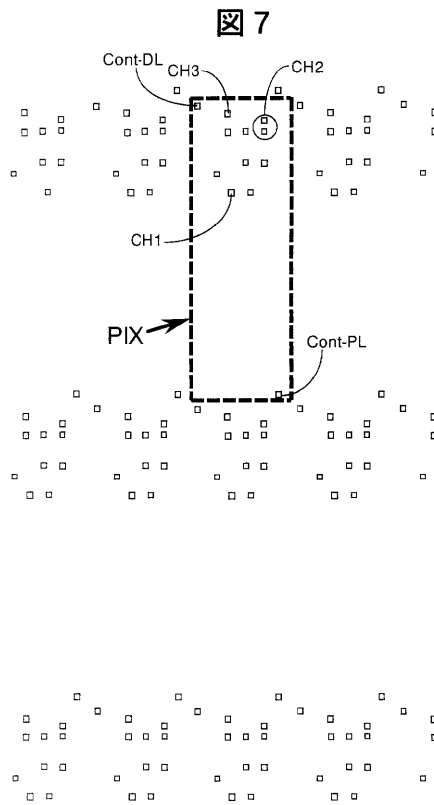 図 7
Cont-DL
CH3
CH2
CH1
PIX
Cont-PL